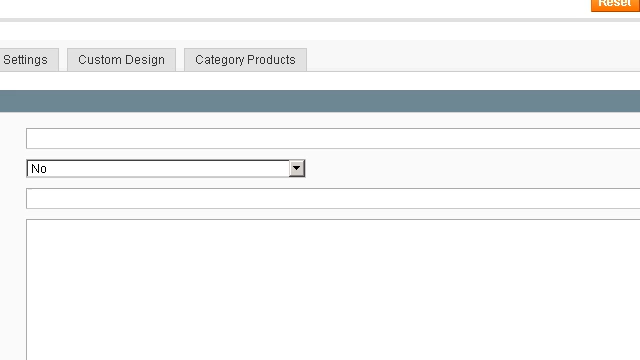 Reset
Settings
Custom Design
Category Products
No